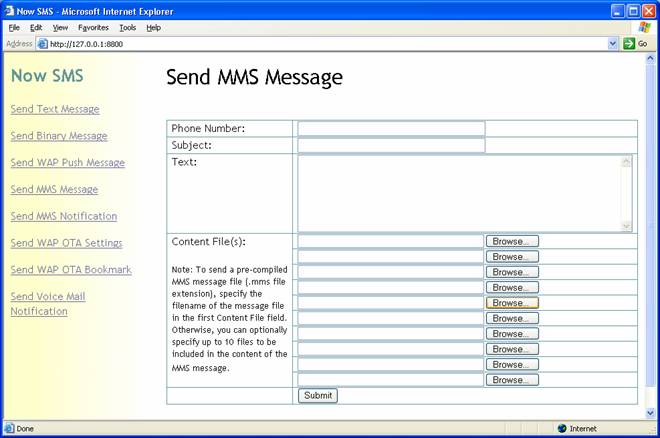 Now SMS - Microsoft Internet Explorer
File Edit View Favorites Tools Help
Address http://127.0.0.1:8800 Go
Now SMS
Send Text Message
Send Binary Message
Send WAP Push Message
Send MMS Message
Send MMS Notification
Send WAP OTA Settings
Send WAP OTA Bookmark
Send Voice Mail
Notification
Send MMS Message
Phone Number:
Subject:
Text:
Content File(s):
Note: To send a pre-compiled
MMS message file (.mms file
extension), specify the
filename of the message file
in the first Content File field.
Otherwise, you can optionally
specify up to 10 files to be
included in the content of the
MMS message.
Browse...
Browse...
Browse...
Browse...
Browse...
Browse...
Browse...
Browse...
Browse...
Browse...
Submit
Done Internet